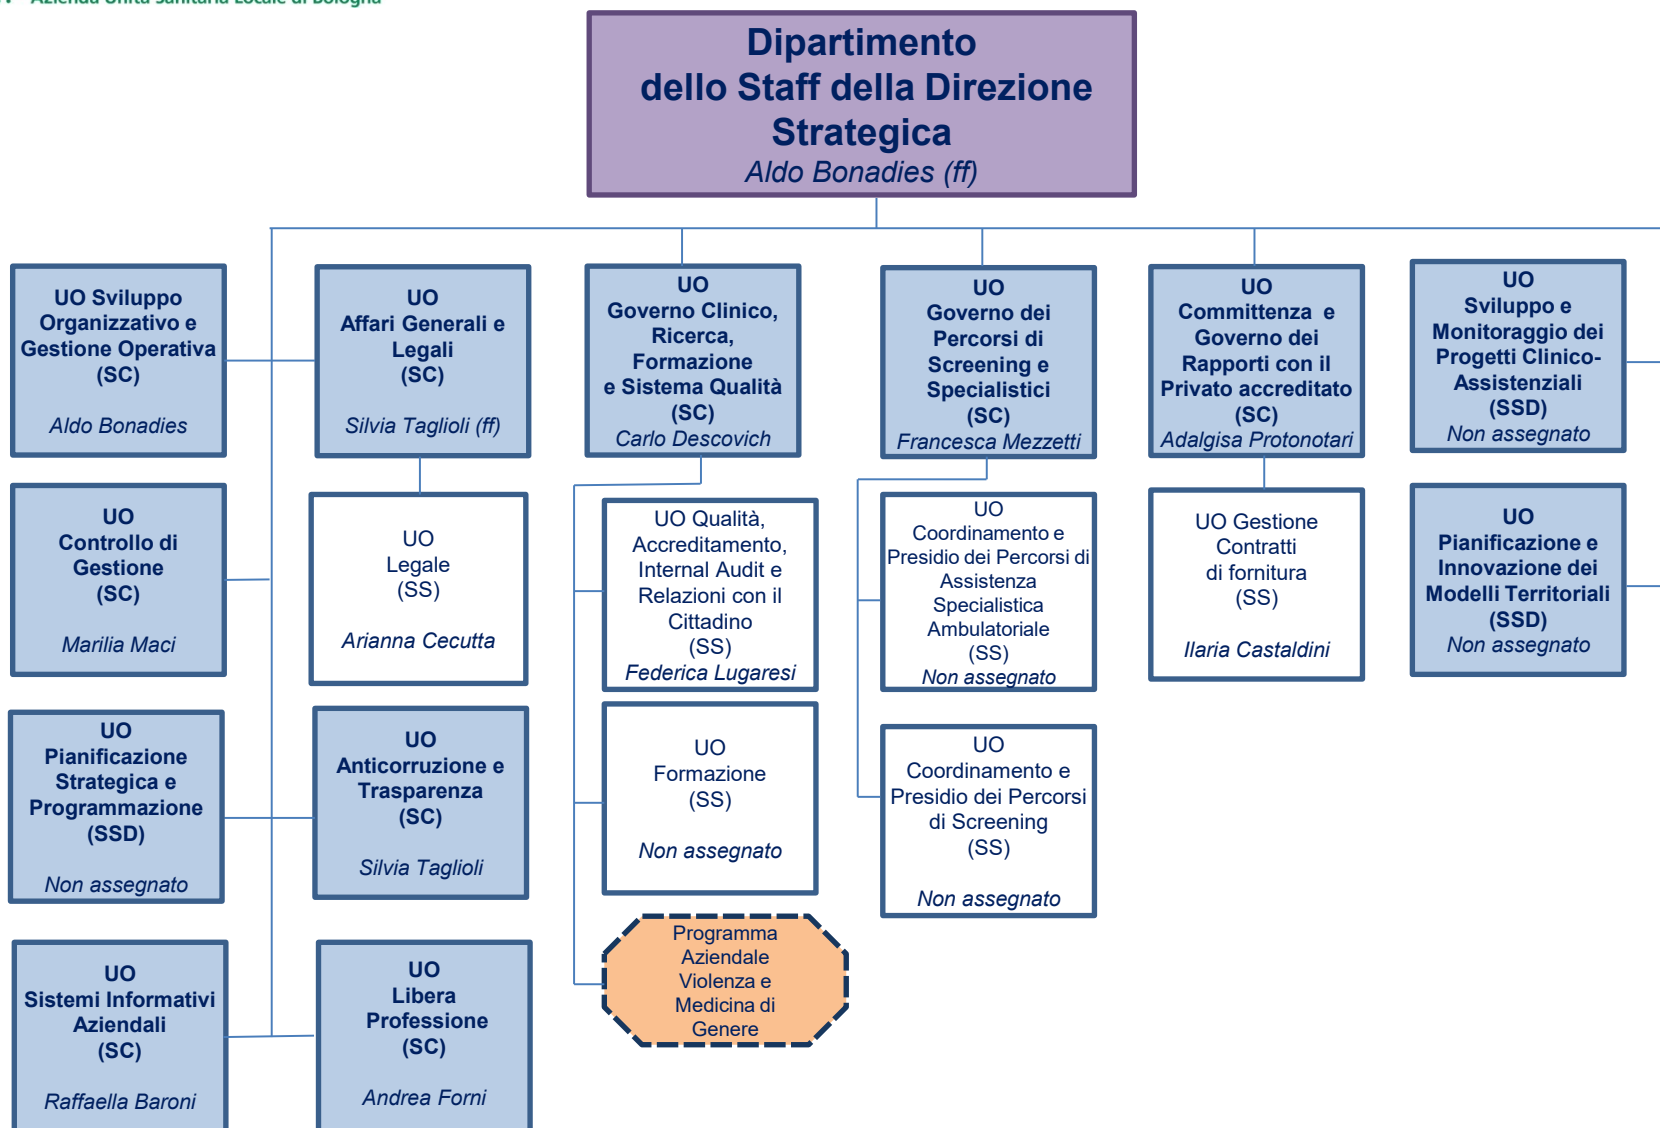 Azienda Unità Sanitaria Locale di Bologna
Dipartimento
dello Staff della Direzione
Strategica
Aldo Bonadies (ff)
UO Sviluppo
Organizzativo e
Gestione Operativa
(SC)
Aldo Bonadies
UO
Affari Generali e
Legali
(SC)
Silvia Taglioli (ff)
UO
Governo Clinico,
Ricerca,
Formazione
e Sistema Qualità
(SC)
Carlo Descovich
UO
Governo dei
Percorsi di
Screening e
Specialistici
(SC)
Francesca Mezzetti
UO
Committenza e
Governo dei
Rapporti con il
Privato accreditato
(SC)
Adalgisa Protonotari
UO
Sviluppo e
Monitoraggio dei
Progetti Clinico-
Assistenziali
(SSD)
Non assegnato
UO
Controllo di
Gestione
(SC)
Marilia Maci
UO
Legale
(SS)
Arianna Cecutta
UO Qualità,
Accreditamento,
Internal Audit e
Relazioni con il
Cittadino
(SS)
Federica Lugaresi
UO
Coordinamento e
Presidio dei Percorsi di
Assistenza
Specialistica
Ambulatoriale
(SS)
Non assegnato
UO Gestione
Contratti
di fornitura
(SS)
Ilaria Castaldini
UO
Pianificazione e
Innovazione dei
Modelli Territoriali
(SSD)
Non assegnato
UO
Pianificazione
Strategica e
Programmazione
(SSD)
Non assegnato
UO
Anticorruzione e
Trasparenza
(SC)
Silvia Taglioli
UO
Formazione
(SS)
Non assegnato
UO
Coordinamento e
Presidio dei Percorsi
di Screening
(SS)
Non assegnato
Programma
Aziendale
Violenza e
Medicina di
Genere
UO
Sistemi Informativi
Aziendali
(SC)
Raffaella Baroni
UO
Libera
Professione
(SC)
Andrea Forni